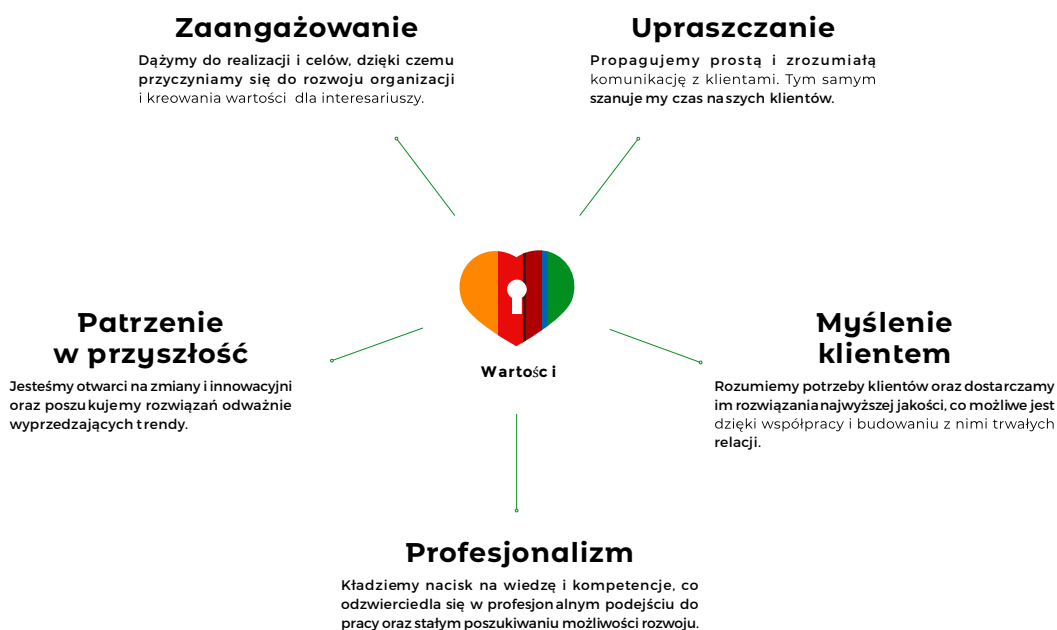 Zaangażowanie
Dążymy do realizacji i celów, dzięki czemu
przyczyniamy się do rozwoju organizacji
i kreowania wartości dla interesariuszy.
Upraszczanie
Propagujemy prostą i zrozumiałą
komunikację z klientami. Tym samym
szanujemy czas naszych klientów.
Patrzenie
w przyszłość
Jesteśmy otwarci na zmiany i innowacyjni
oraz poszukujemy rozwiązań odważnie
wyprzedzających trendy.
Wartości
Myślenie
klientem
Rozumiemy potrzeby klientów oraz dostarczamy
im rozwiązania najwyższej jakości, co możliwe jest
dzięki współpracy i budowaniu z nimi trwałych
relacji.
Profesjonalizm
Kładziemy nacisk na wiedzę i kompetencje, co
odzwierciedla się w profesjonalnym podejściu do
pracy oraz stałym poszukiwaniu możliwości rozwoju.